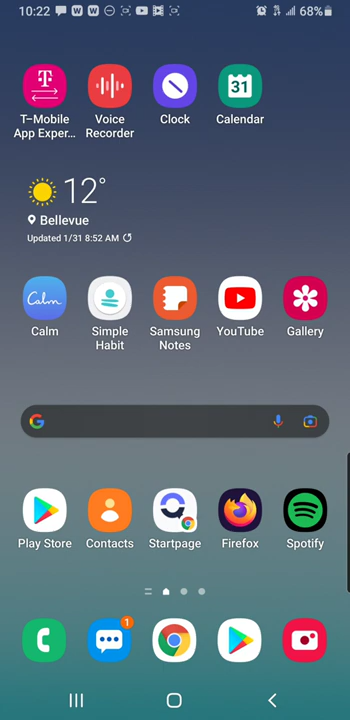 10:22 W W 68%
T-Mobile App Exper...
Voice Recorder
Clock
31
Calendar
12°
Bellevue
Updated 1/31 8:52 AM
Calm
Calm
Simple Habit
Samsung Notes
YouTube
Gallery
G
Play Store
Contacts
Startpage
Firefox
Spotify
1